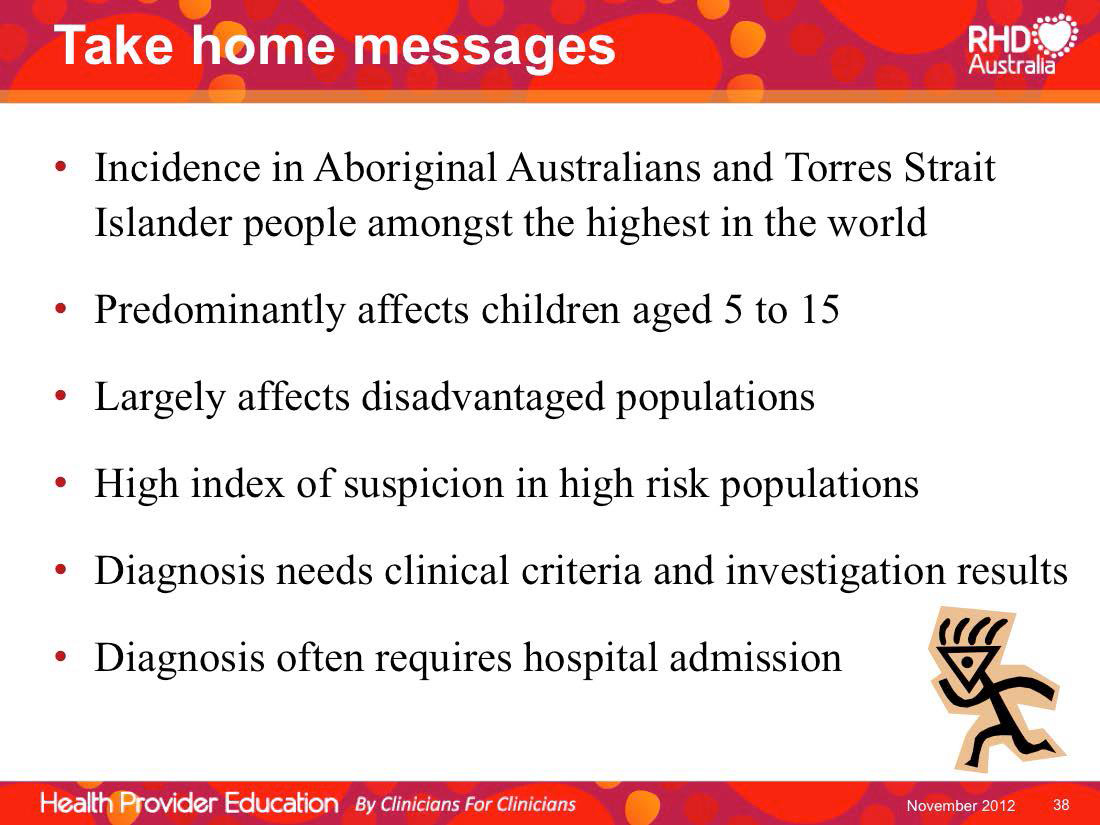 Take home messages
RHD
Australia
• Incidence in Aboriginal Australians and Torres Strait
Islander people amongst the highest in the world
• Predominantly affects children aged 5 to 15
• Largely affects disadvantaged populations
• High index of suspicion in high risk populations
• Diagnosis needs clinical criteria and investigation results
• Diagnosis often requires hospital admission
Health Provider Education By Clinicians For Clinicians
November 2012 38